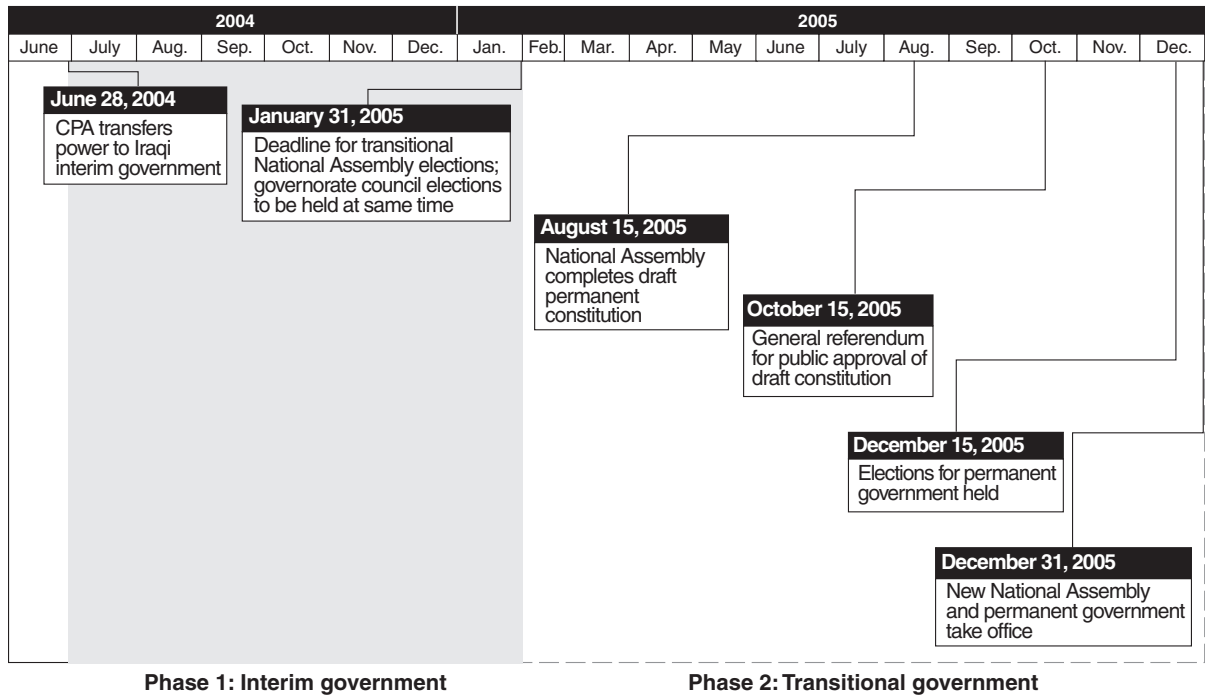 2004 2005
June July Aug. Sep. Oct. Nov. Dec. Jan. Feb. Mar. Apr. May June July Aug. Sep. Oct. Nov. Dec.
June 28, 2004
CPA transfers
power to Iraqi
interim government
January 31, 2005
Deadline for transitional
National Assembly elections;
governorate council elections
to be held at same time
August 15, 2005
National Assembly
completes draft
permanent
constitution
October 15, 2005
General referendum
for public approval of
draft constitution
December 15, 2005
Elections for permanent
government held
December 31, 2005
New National Assembly
and permanent government
take office
Phase 1: Interim government
Phase 2: Transitional government